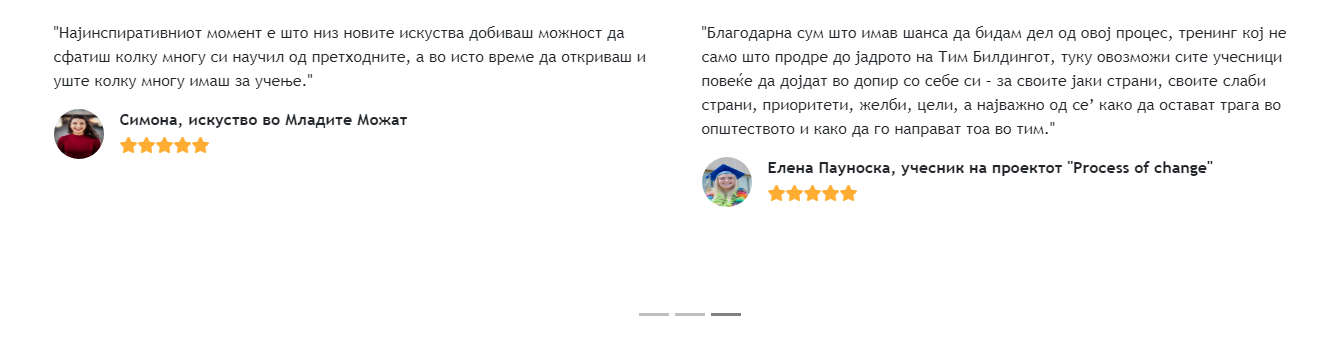 "Најинспиративниот момент е што низ новите искуства добиваш можност да
сфатиш колку многу си научил од претходните, а во исто време да откриваш и
уште колку многу имаш за учење."
Симона, искуство во Младите Можат
"Благодарна сум што имав шанса да бидам дел од овој процес, тренинг кој не
само што продре до јадрото на Тим Билдингот, туку овозможи сите учесници
повеќе да дојдат во допир со себе си – за своите јаки страни, своите слаби
страни, приоритети, желби, цели, а најважно од се’ како да остават трага во
општеството и како да го направат тоа во тим."
Елена Пауноска, учесник на проектот "Process of change"